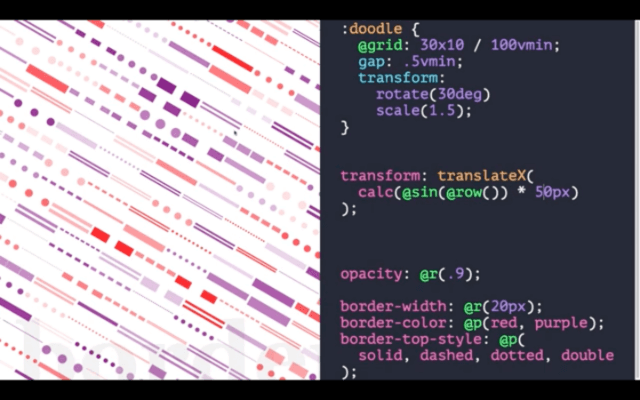 :doodle {
@grid: 30x10 / 100vmin;
gap: .5vmin;
transform:
rotate(30deg)
scale(1.5);
}
transform: translateX(
calc(@sin(@row()) * 50px)
);
opacity: @r(.9);
border-width: @r(20px);
border-color: @p(red, purple);
border-top-style: @p(
solid, dashed, dotted, double
);
borde